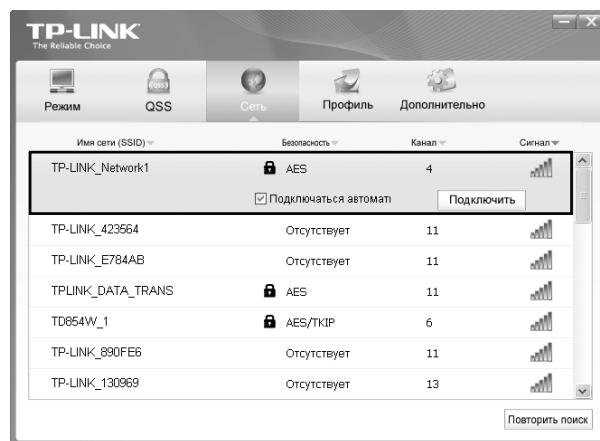 TP-LINK
The Reliable Choice
Режим QSS Сеть Профиль Дополнительно
Имя сети (SSID) Безопасность Канал Сигнал
TP-LINK_Network1 AES 4
Подключаться автомати Подключить
TP-LINK_423564 Отсутствует 11
TP-LINK_E784AB Отсутствует 11
TPLINK_DATA_TRANS AES 11
TD854W_1 AES/TKIP 6
TP-LINK_890FE6 Отсутствует 11
TP-LINK_130969 Отсутствует 13
Повторить поиск